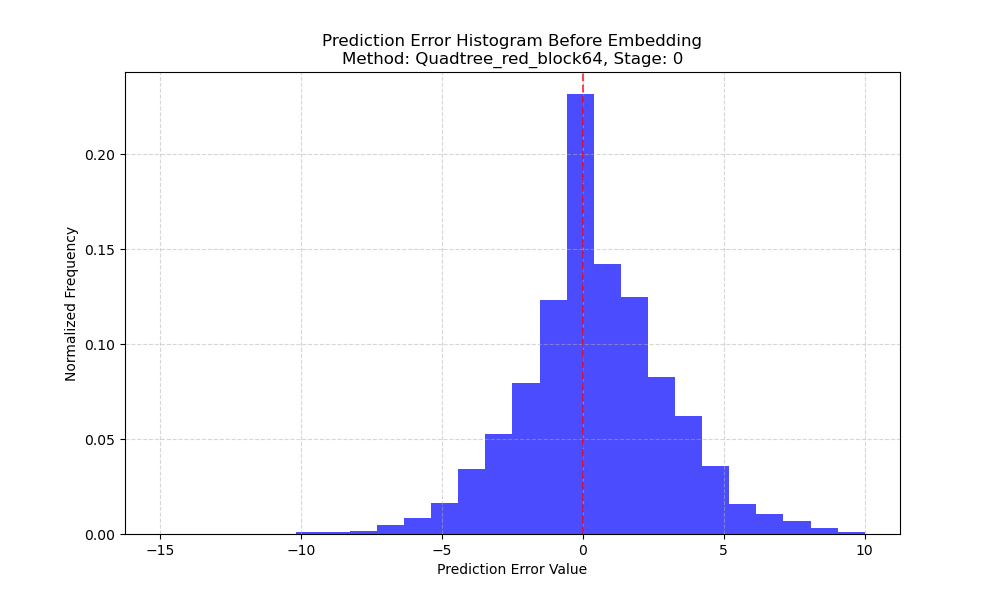 Prediction Error Histogram Before Embedding
Method: Quadtree_red_block64, Stage: 0
Normalized Frequency
0.20
0.15
0.10
0.05
0.00
−15
−10
−5
0
5
10
Prediction Error Value